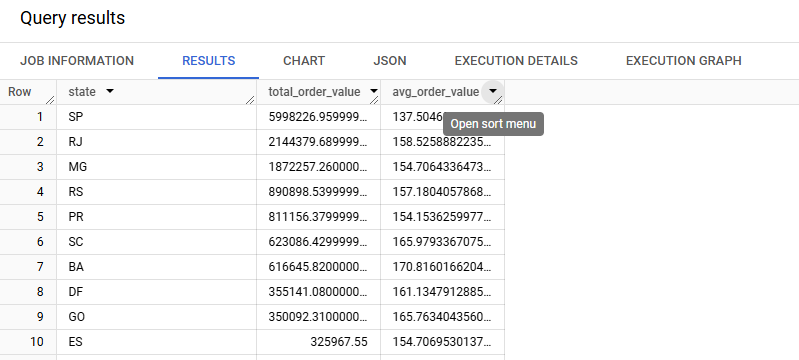 Query results
JOB INFORMATION RESULTS CHART JSON EXECUTION DETAILS EXECUTION GRAPH
Row state total_order_value avg_order_value
1 SP 5998226.959999... 137.5046
Open sort menu
2 RJ 2144379.689999... 158.5258882235...
3 MG 1872257.260000... 154.7064336473...
4 RS 890898.5399999... 157.1804057868...
5 PR 811156.3799999... 154.1536259977...
6 SC 623086.4299999... 165.9793367075...
7 BA 616645.8200000... 170.8160166204...
8 DF 355141.0800000... 161.1347912885...
9 GO 350092.3100000... 165.7634043560...
10 ES 325967.55 154.7069530137...